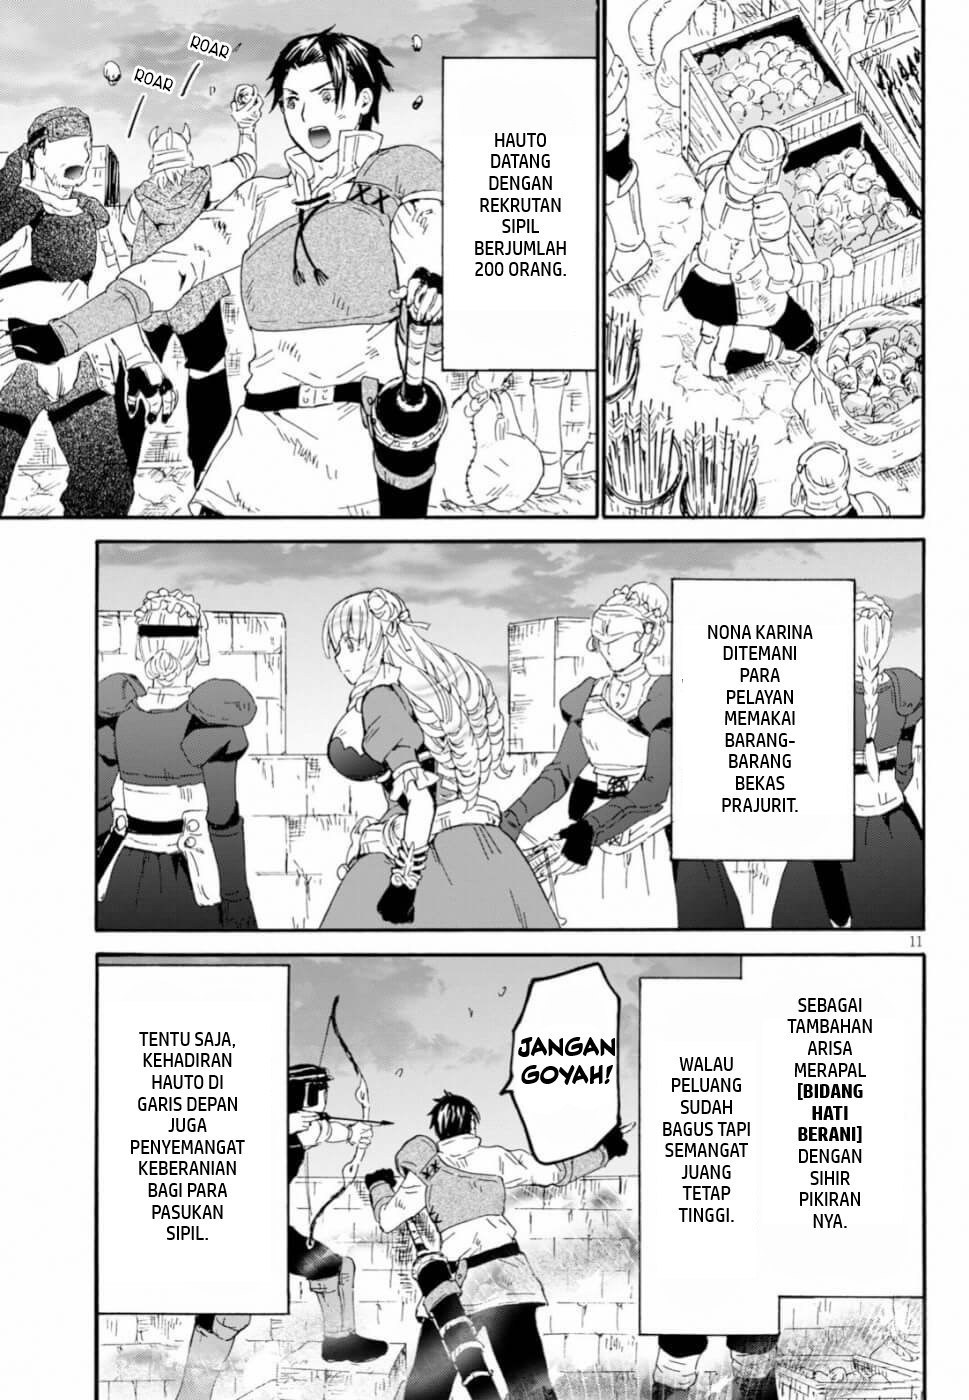 HAUTO
DATANG
DENGAN
REKRUTAN
SIPIL
BERJUMLAH
200 ORANG.
ROAR
ROAR
NONA KARINA
DITEMANI
PARA
PELAYAN
MEMAKAI
BARANG-
BARANG
BEKAS
PRAJURIT.
11
SEBAGAI
TAMBAHAN
ARISA
MERAPAL
[BIDANG
HATI
BERANI]
DENGAN
SIHIR
PIKIRAN
NYA.
WALAU
PELUANG
SUDAH
BAGUS TAPI
SEMANGAT
JUANG
TETAP
TINGGI.
JANGAN
GOYAH!
TENTU SAJA,
KEHADIRAN
HAUTO DI
GARIS DEPAN
JUGA
PENYEMANGAT
KEBERANIAN
BAGI PARA
PASUKAN
SIPIL.